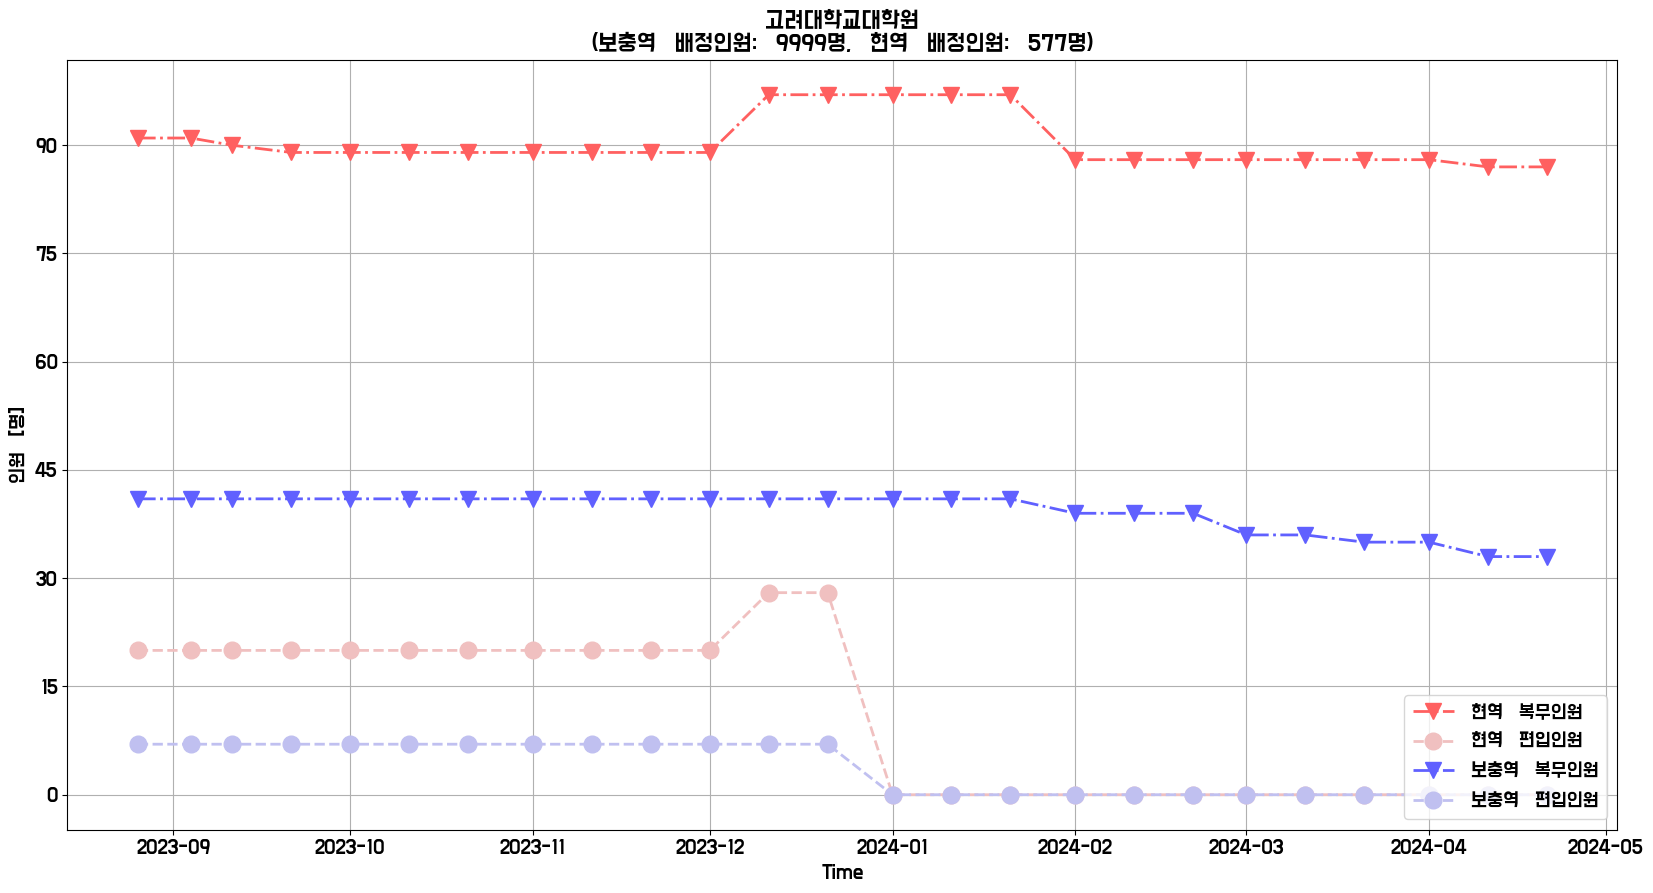 고려대학교대학원
(보충역 배정인원: 9999명, 현역 배정인원: 577명)
90
75
60
45
30
15
0
인원 [명]
현역 복무인원
현역 편입인원
보충역 복무인원
보충역 편입인원
2023-09 2023-10 2023-11 2023-12 2024-01 2024-02 2024-03 2024-04 2024-05
Time